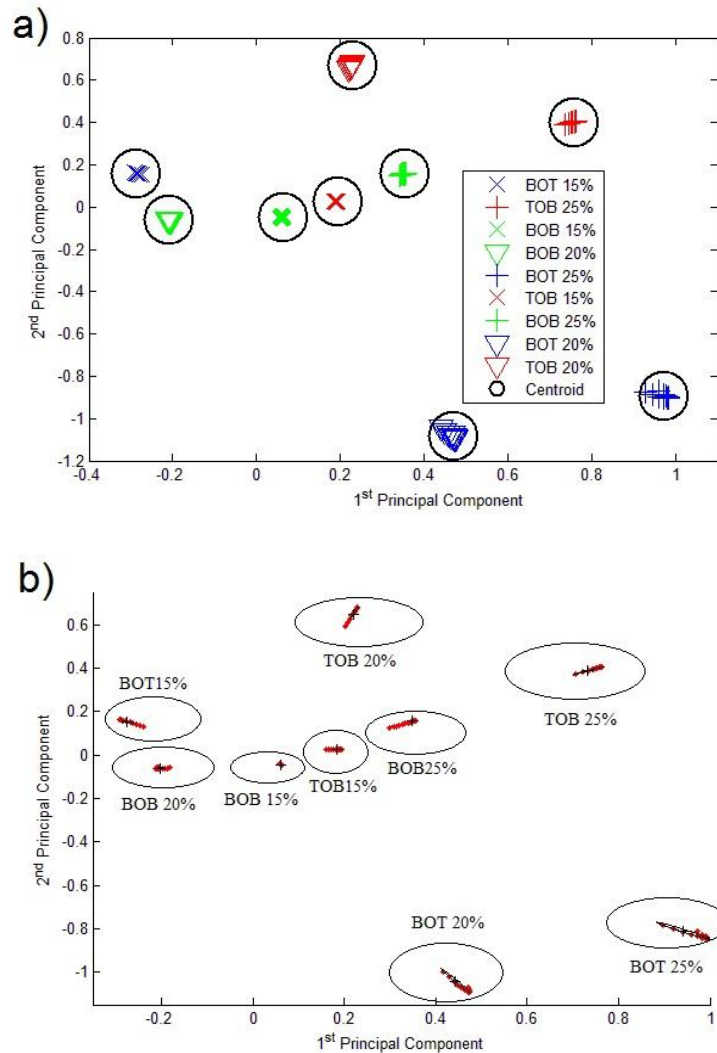 a)
0.8
0.6
0.4
0.2
0
-0.2
-0.4
-0.6
-0.8
-1
-1.2
2nd Principal Component
BOT 15%
TOB 25%
BOB 15%
BOB 20%
BOT 25%
TOB 15%
BOB 25%
BOT 20%
TOB 20%
Centroid
-0.4 -0.2 0 0.2 0.4 0.6 0.8 1
1st Principal Component
b)
0.6
0.4
0.2
0
-0.2
-0.4
-0.6
-0.8
-1
2nd Principal Component
TOB 20%
BOT15%
TOB 25%
BOB 20%
BOB 15%
TOB15%
BOB25%
BOT 20%
BOT 25%
-0.2 0 0.2 0.4 0.6 0.8 1
1st Principal Component